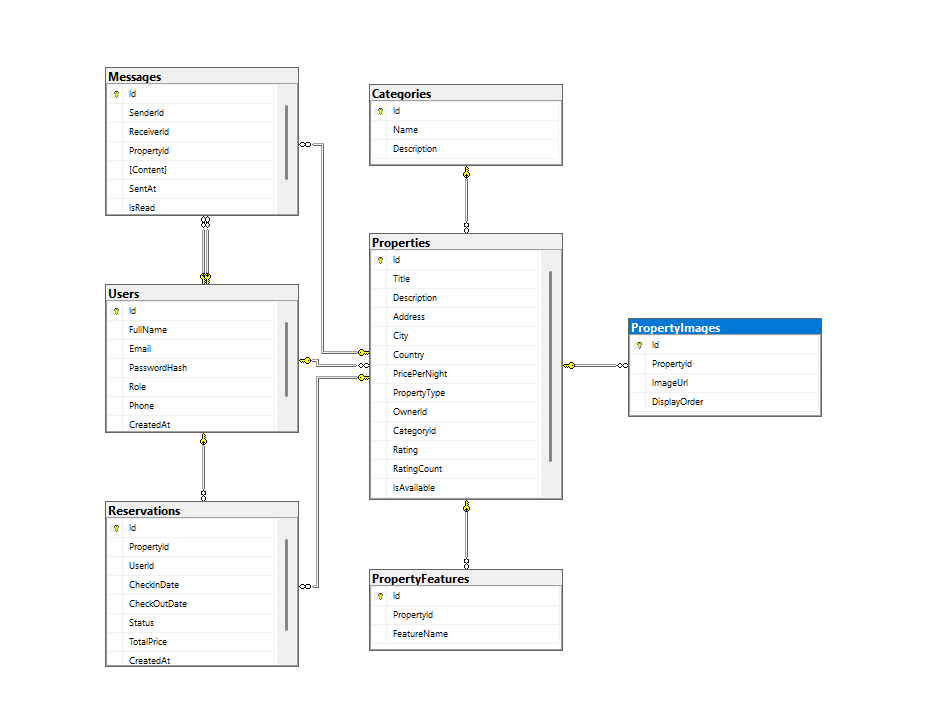 Messages
Id
SenderId
ReceiverId
PropertyId
[Content]
SentAt
IsRead
Categories
Id
Name
Description
Users
Id
FullName
Email
PasswordHash
Role
Phone
CreatedAt
Properties
Id
Title
Description
Address
City
Country
PricePerNight
PropertyType
OwnerId
CategoryId
Rating
RatingCount
IsAvailable
PropertyImages
Id
PropertyId
ImageUrl
DisplayOrder
Reservations
Id
PropertyId
UserId
CheckInDate
CheckOutDate
Status
TotalPrice
CreatedAt
PropertyFeatures
Id
PropertyId
FeatureName